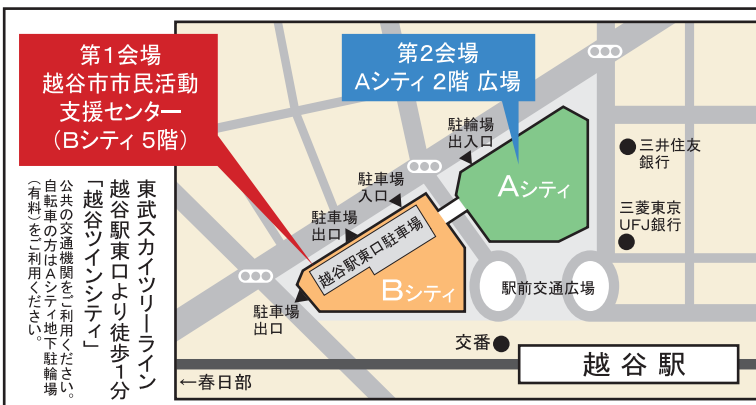 第1会場
越谷市市民活動
支援センター
（Bシティ5階）
第2会場
Aシティ2階 広場
駐輪場
出入口
駐車場
入口
駐車場
出口
駐車場
出口
越谷駅東口駐車場
Aシティ
Bシティ
三井住友
銀行
三菱東京
UFJ銀行
駅前交通広場
交番
越谷駅
←春日部
東武スカイツリーライン
越谷駅東口より徒歩1分
「越谷ツインシティ」
公共の交通機関をご利用ください。
自転車の方はAシティ地下駐輪場
（有料）をご利用ください。